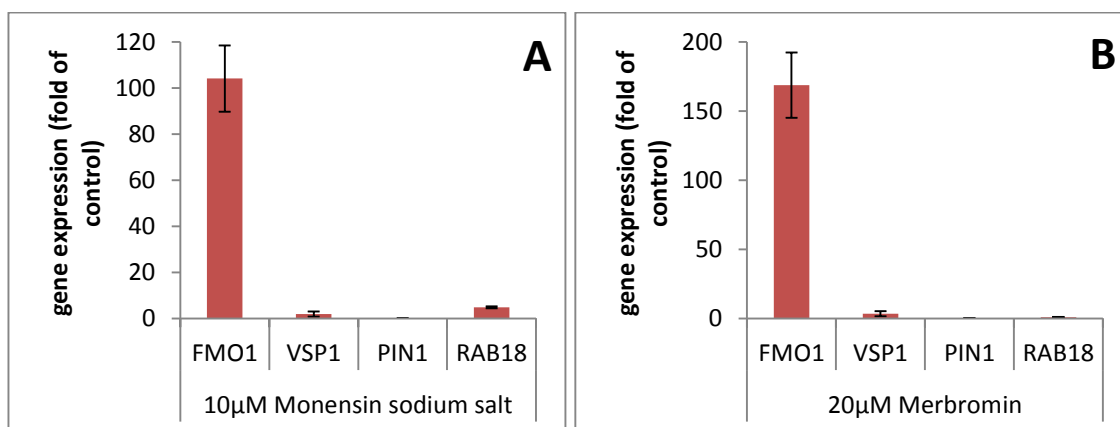 A
gene expression (fold of
control)
120
100
80
60
40
20
0
FMO1 VSP1 PIN1 RAB18
10µM Monensin sodium salt
B
gene expression (fold of
control)
200
150
100
50
0
FMO1 VSP1 PIN1 RAB18
20µM Merbromin